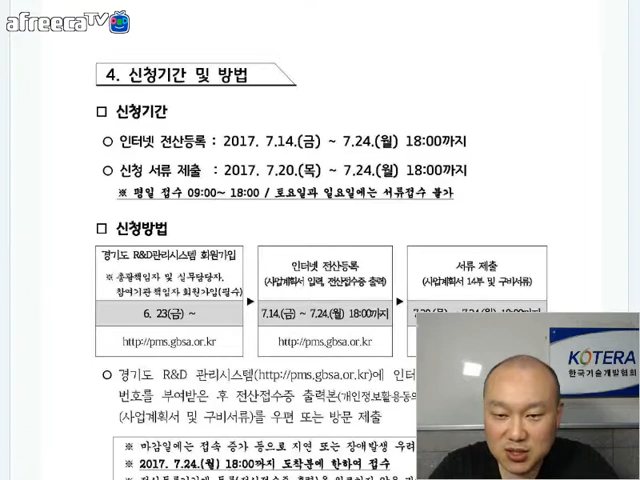 afreecaTV
4. 신청기간 및 방법
□ 신청기간
○ 인터넷 전산등록 : 2017. 7.14.(금) ~ 7.24.(월) 18:00까지
○ 신청 서류 제출 : 2017. 7.20.(목) ~ 7.24.(월) 18:00까지
※ 평일 접수 09:00~ 18:00 / 토요일과 일요일에는 서류접수 불가
□ 신청방법
경기도 R&D관리시스템 회원가입
※ 총괄책임자 및 실무담당자,
참여기관 책임자 회원가입(필수)
6. 23(금) ~
http://pms.gbsa.or.kr
인터넷 전산등록
(사업계획서 입력, 전산접수증 출력)
7.14.(금) ~ 7.24.(월) 18:00까지
http://pms.gbsa.or.kr
서류 제출
(사업계획서 14부 및 구비서류)
○ 경기도 R&D 관리시스템(http://pms.gbsa.or.kr)에 인터
번호를 부여받은 후 전산접수증 출력본(개인정보활용동의
(사업계획서 및 구비서류)를 우편 또는 방문 제출
※ 마감일에는 접속 증가 등으로 지연 또는 장애발생 우려
※ 2017. 7.24.(월) 18:00까지 도착분에 한하여 접수
KOTERA
한국기술개발협회